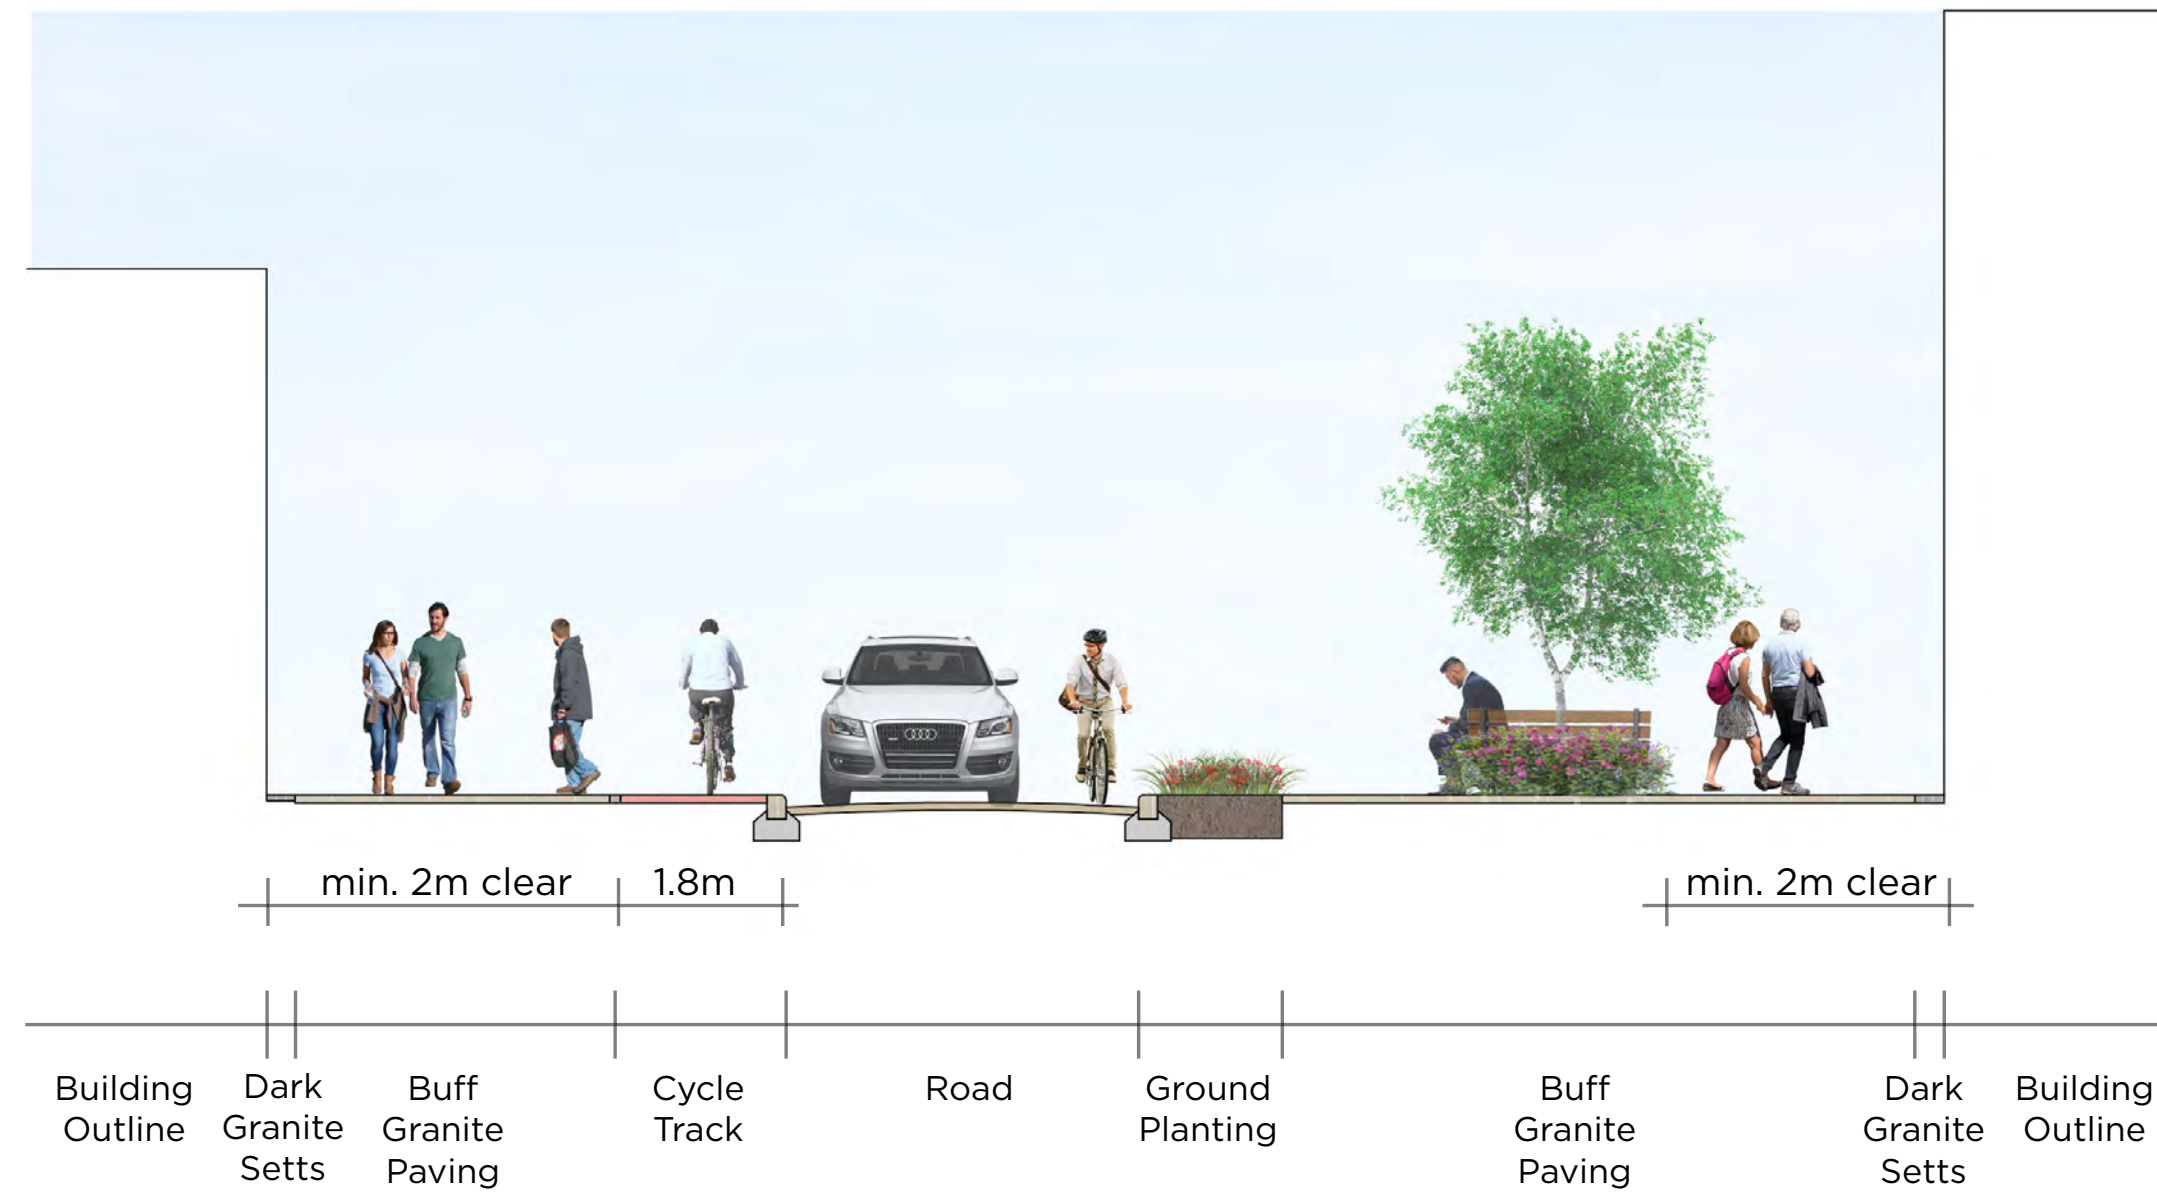 min. 2m clear
1.8m
min. 2m clear
Building
Outline
Dark
Granite
Setts
Buff
Granite
Paving
Cycle
Track
Road
Ground
Planting
Buff
Granite
Paving
Dark
Granite
Setts
Building
Outline